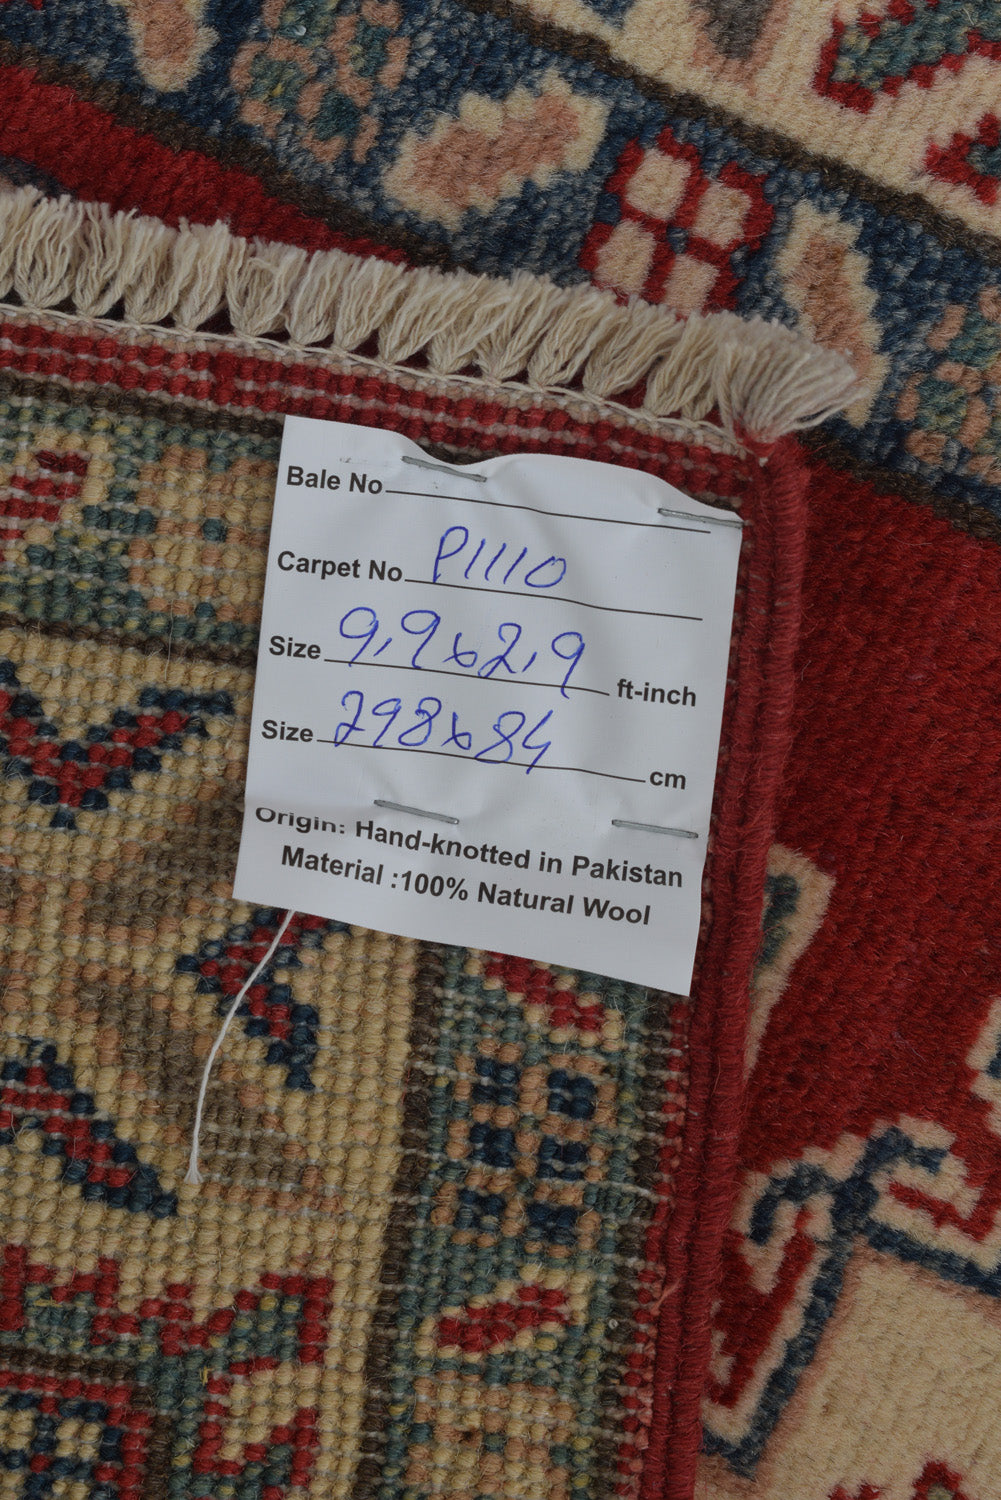 Bale No
Carpet No P1110
Size 9,9x2,9 ft-inch
Size 298x84 cm
Origin: Hand-knotted in Pakistan
Material :100% Natural Wool